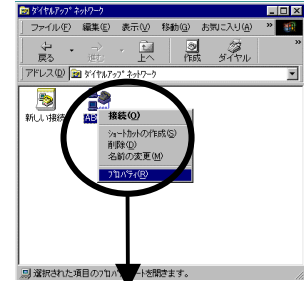 ダイヤルアップ ネットワーク
ファイル(F) 編集(E) 表示(V) 移動(G) お気に入り(A) »
戻る 進む 上へ 作成 ダイヤル »
アドレス(D) ダイヤルアップ ネットワーク
新しい接続
AB
接続(O)
ショートカットの作成(S)
削除(D)
名前の変更(M)
プロパティ(R)
選択された項目のプロパ ートを開きます。